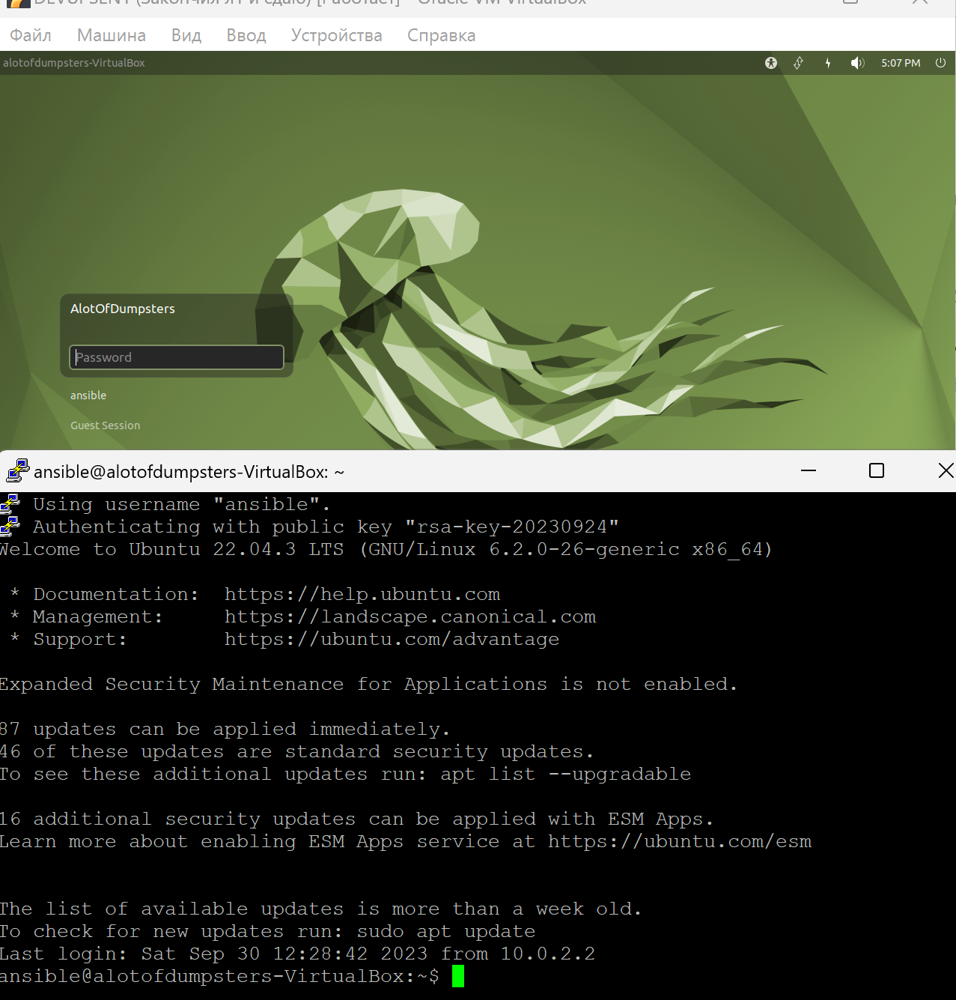 [Работает] - Oracle VM VirtualBox
Файл Машина Вид Ввод Устройства Справка
alotofdumpsters-VirtualBox 5:07 PM
AlotOfDumpsters
Password
ansible
Guest Session
ansible@alotofdumpsters-VirtualBox: ~
Using username "ansible".
Authenticating with public key "rsa-key-20230924"
Welcome to Ubuntu 22.04.3 LTS (GNU/Linux 6.2.0-26-generic x86_64)
* Documentation: https://help.ubuntu.com
* Management: https://landscape.canonical.com
* Support: https://ubuntu.com/advantage
Expanded Security Maintenance for Applications is not enabled.
87 updates can be applied immediately.
46 of these updates are standard security updates.
To see these additional updates run: apt list --upgradable
16 additional security updates can be applied with ESM Apps.
Learn more about enabling ESM Apps service at https://ubuntu.com/esm
The list of available updates is more than a week old.
To check for new updates run: sudo apt update
Last login: Sat Sep 30 12:28:42 2023 from 10.0.2.2
ansible@alotofdumpsters-VirtualBox:~$